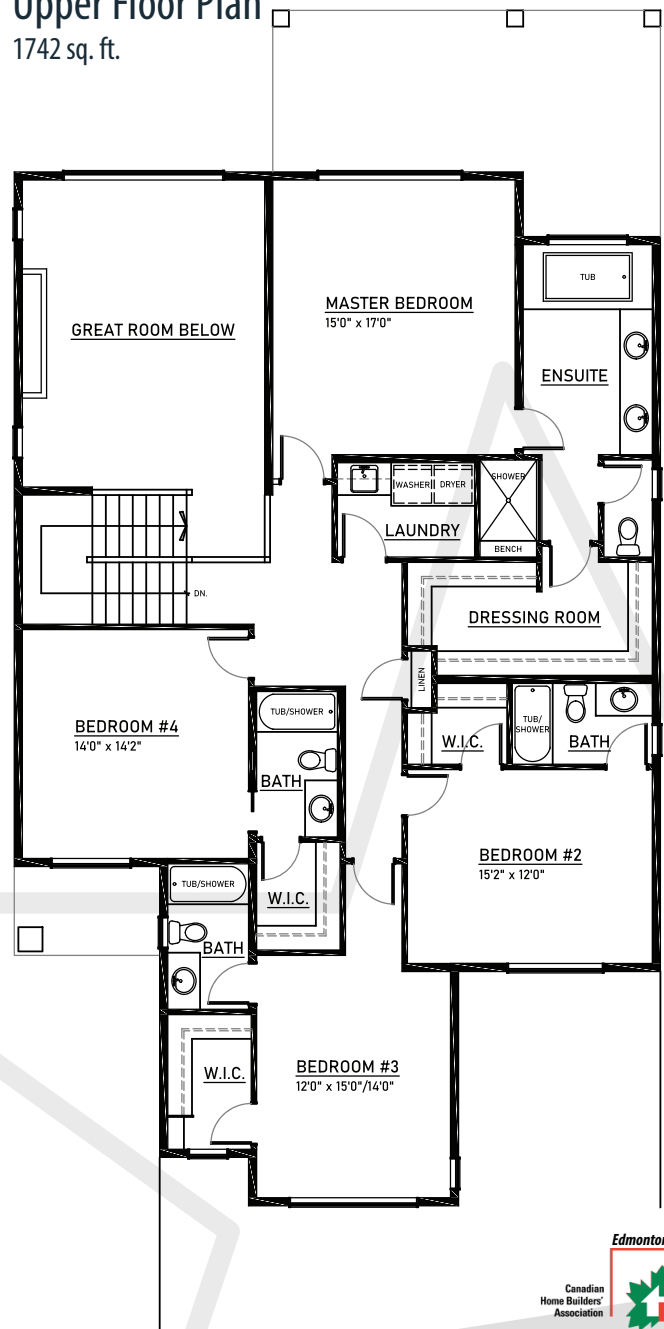 Upper Floor Plan
1742 sq. ft.
GREAT ROOM BELOW
MASTER BEDROOM
15'0" x 17'0"
TUB
ENSUITE
WASHER
DRYER
SHOWER
LAUNDRY
BENCH
DN.
DRESSING ROOM
LINEN
BEDROOM #4
14'0" x 14'2"
TUB/SHOWER
BATH
W.I.C.
TUB/
SHOWER
BATH
BEDROOM #2
15'2" x 12'0"
W.I.C.
TUB/SHOWER
BATH
W.I.C.
BEDROOM #3
12'0" x 15'0"/14'0"
Edmonton
Canadian
Home Builders'
Association